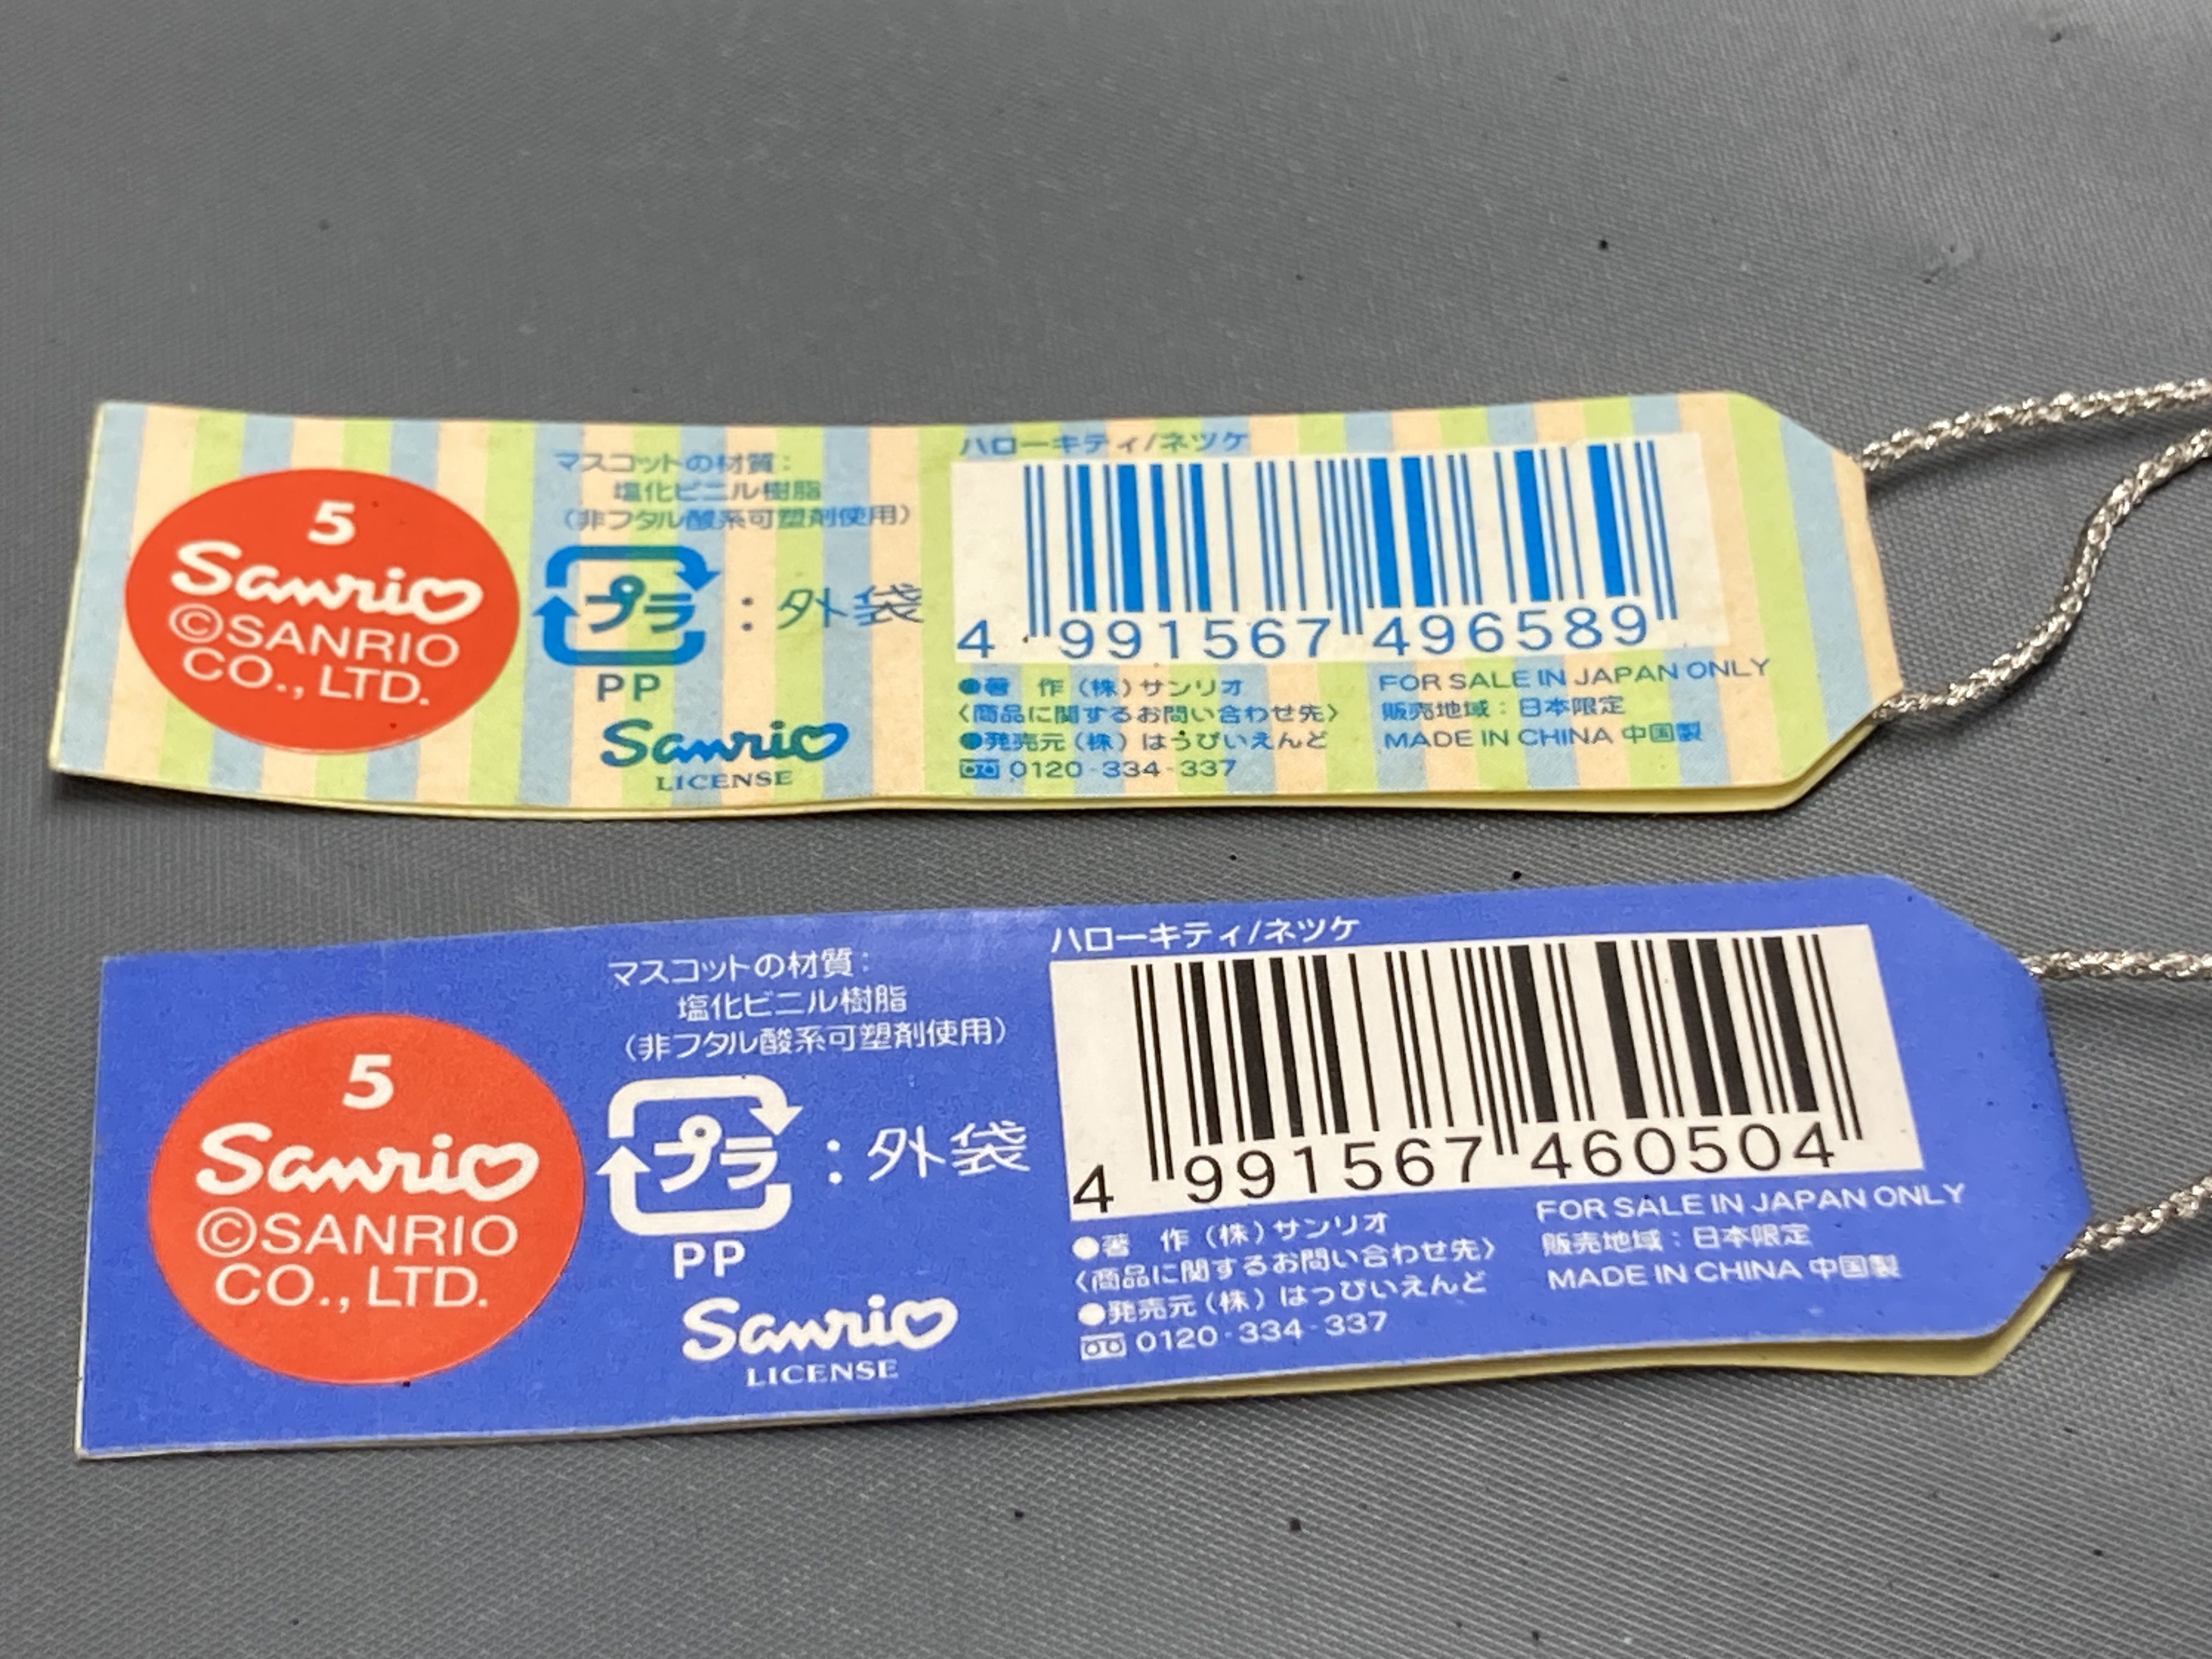 5
Sanrio
©SANRIO
CO., LTD.
マスコットの材質：
塩化ビニル樹脂
（非フタル酸系可塑剤使用）
プラ：外袋
PP
Sanrio
LICENSE
ハローキティ/ネツケ
4 991567 496589
●著　作（株）サンリオ
〈商品に関するお問い合わせ先〉
●発売元（株）はっぴいえんど
0120-334-337
FOR SALE IN JAPAN ONLY
販売地域：日本限定
MADE IN CHINA 中国製
5
Sanrio
©SANRIO
CO., LTD.
マスコットの材質：
塩化ビニル樹脂
（非フタル酸系可塑剤使用）
プラ：外袋
PP
Sanrio
LICENSE
ハローキティ/ネツケ
4 991567 460504
●著　作（株）サンリオ
〈商品に関するお問い合わせ先〉
●発売元（株）はっぴいえんど
0120-334-337
FOR SALE IN JAPAN ONLY
販売地域：日本限定
MADE IN CHINA 中国製